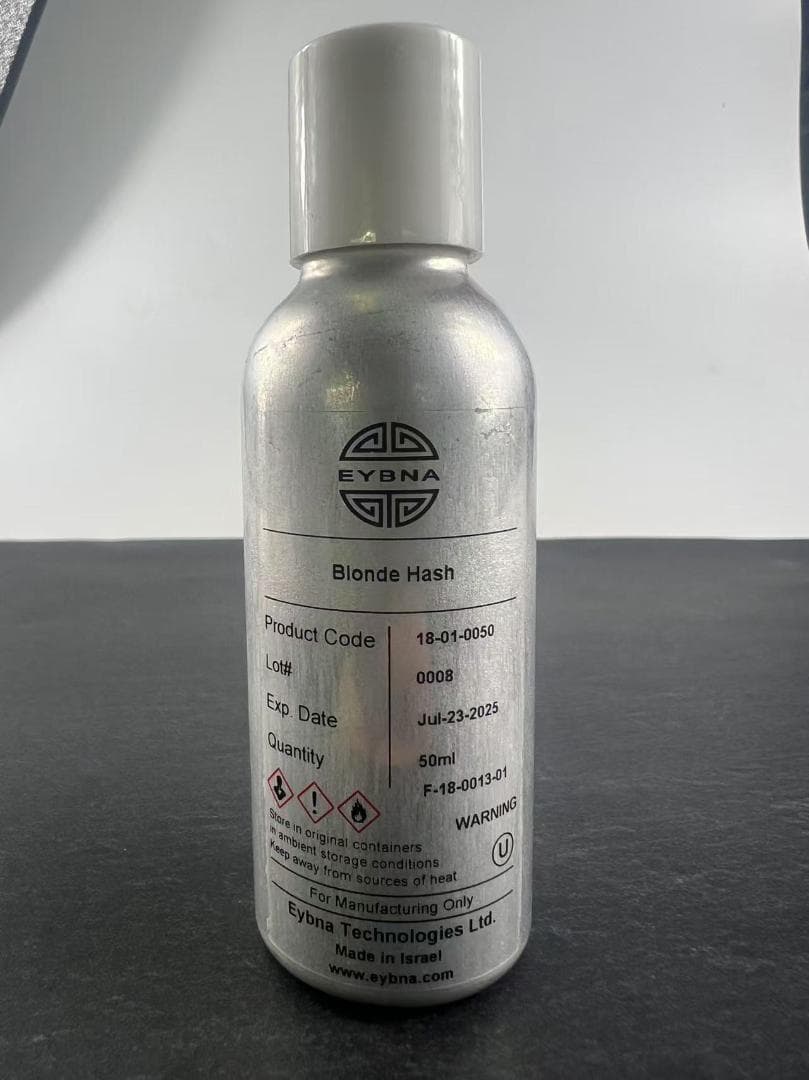 EYBNA
Blonde Hash
Product Code 18-01-0050
Lot# 0008
Exp. Date Jul-23-2025
Quantity 50ml
F-18-0013-01
WARNING
Store in original containers
in ambient storage conditions
Keep away from sources of heat
U
For Manufacturing Only
Eybna Technologies Ltd.
Made in Israel
www.eybna.com